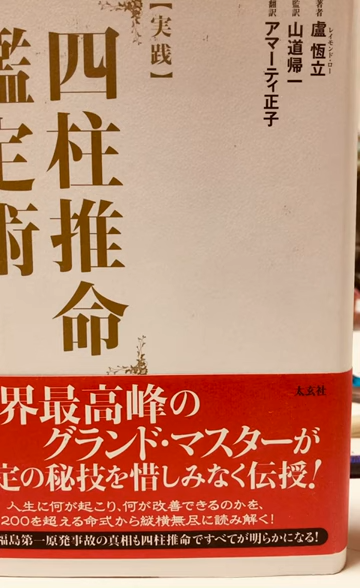 【実践】
四柱推命
鑑定術
著者 盧恆立
レイモンド・ロー
監訳 山道帰一
翻訳 アマーティ正子
太玄社
界最高峰の
グランド・マスターが
定の秘技を惜しみなく伝授!
人生に何が起こり、何が改善できるのかを、
200を超える命式から縦横無尽に読み解く!
福島第一原発事故の真相も四柱推命ですべてが明らかになる!